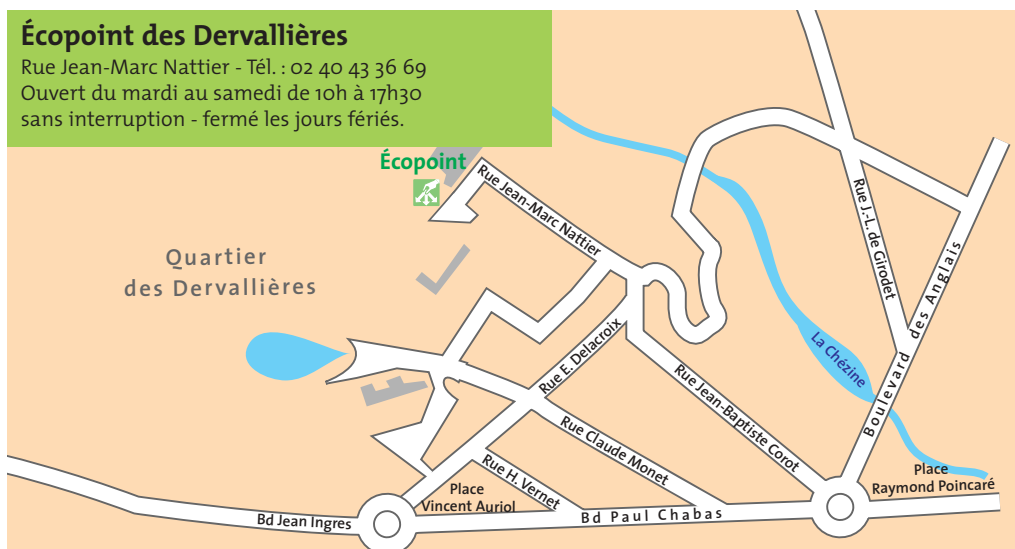 Écopoint des Dervallières
Rue Jean-Marc Nattier - Tél. : 02 40 43 36 69
Ouvert du mardi au samedi de 10h à 17h30
sans interruption - fermé les jours fériés.
Écopoint
Rue Jean-Marc Nattier
Rue J.-L. de Girodet
Quartier
des Dervallières
Boulevard des Anglais
La Chézine
Rue E. Delacroix
Rue Jean-Baptiste Corot
Rue Claude Monet
Rue H. Vernet
Place
Raymond Poincaré
Place
Vincent Auriol
Bd Jean Ingres
Bd Paul Chabas